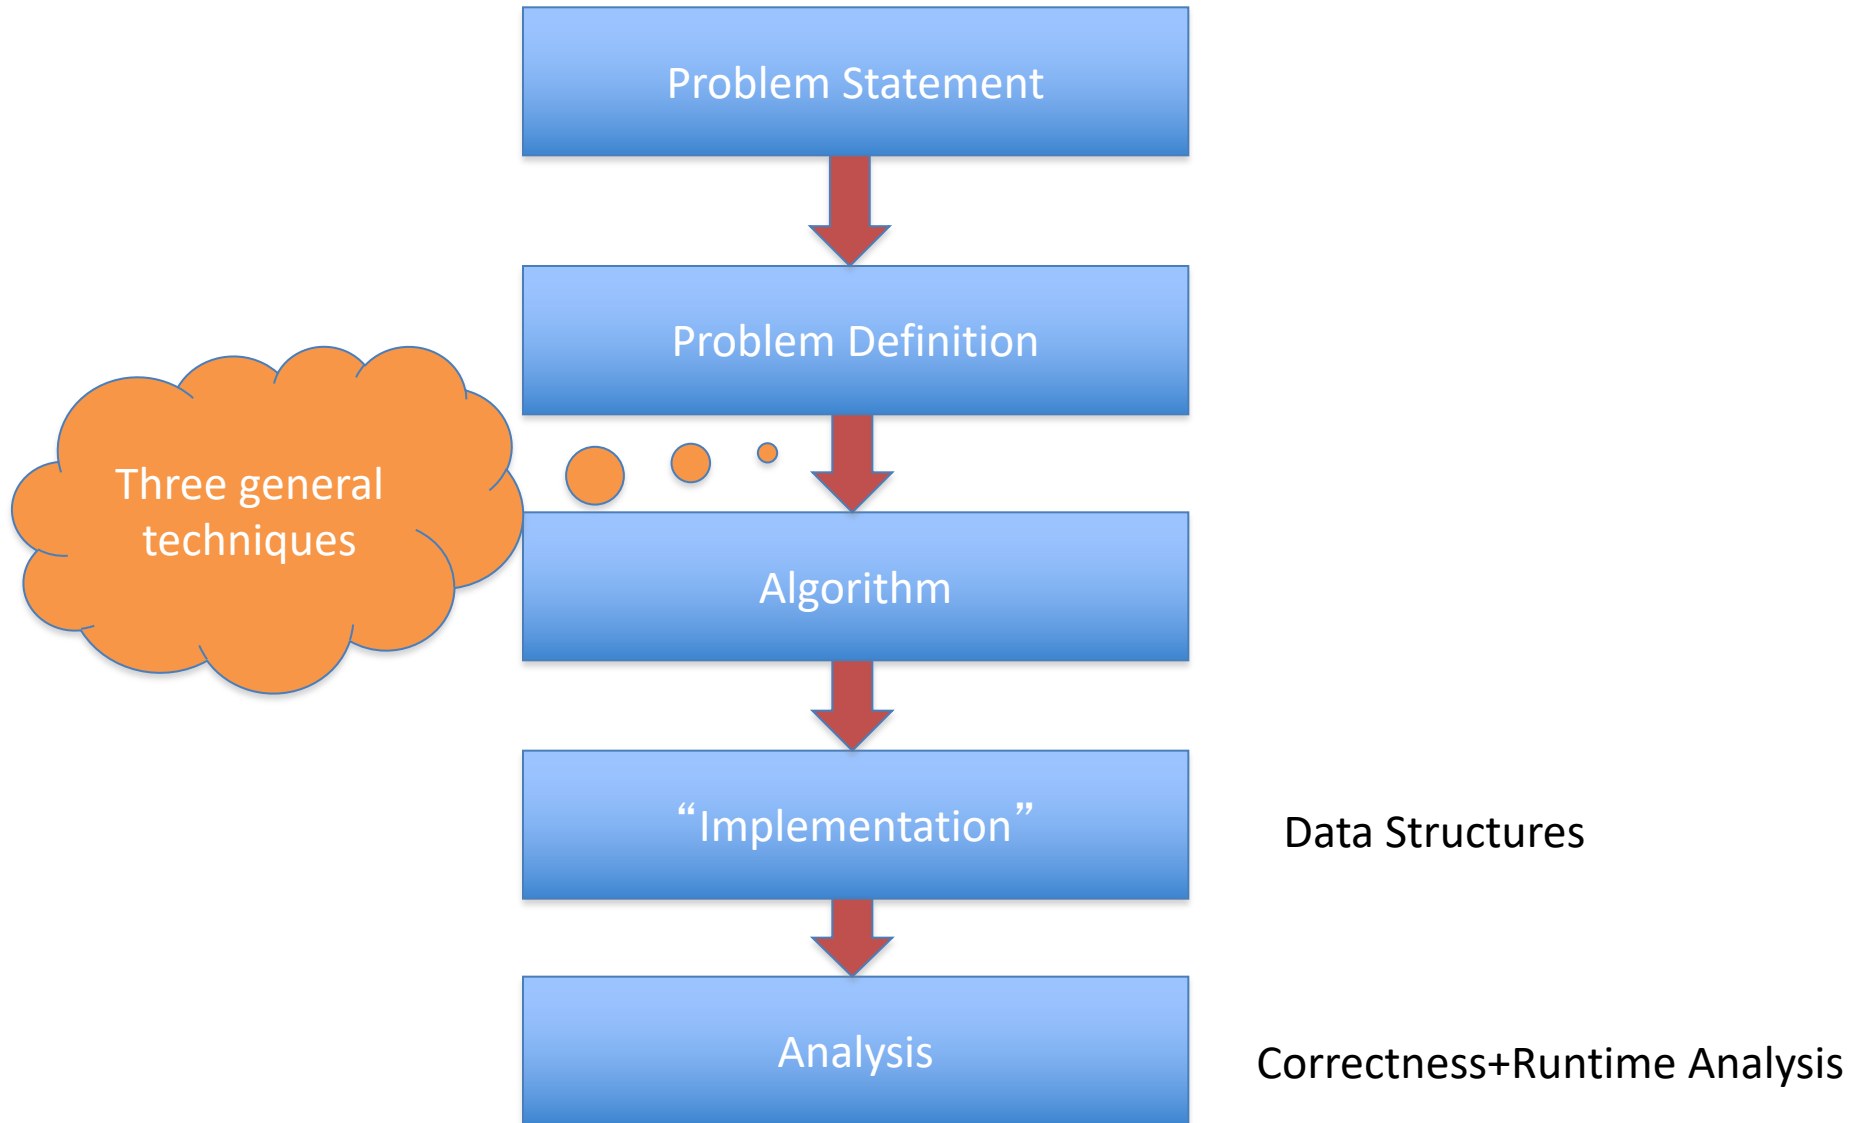 Problem Statement
Problem Definition
Three general
techniques
Algorithm
“Implementation”
Data Structures
Analysis
Correctness+Runtime Analysis